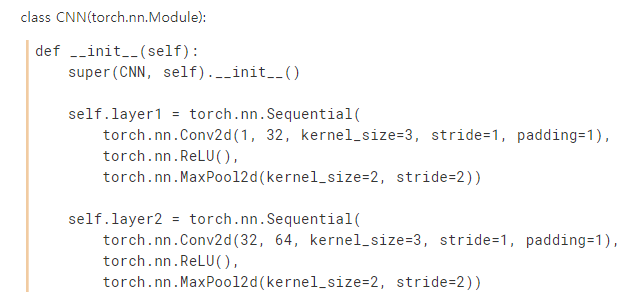 class CNN(torch.nn.Module):
def __init__(self):
super(CNN, self).__init__()
self.layer1 = torch.nn.Sequential(
torch.nn.Conv2d(1, 32, kernel_size=3, stride=1, padding=1),
torch.nn.ReLU(),
torch.nn.MaxPool2d(kernel_size=2, stride=2))
self.layer2 = torch.nn.Sequential(
torch.nn.Conv2d(32, 64, kernel_size=3, stride=1, padding=1),
torch.nn.ReLU(),
torch.nn.MaxPool2d(kernel_size=2, stride=2))